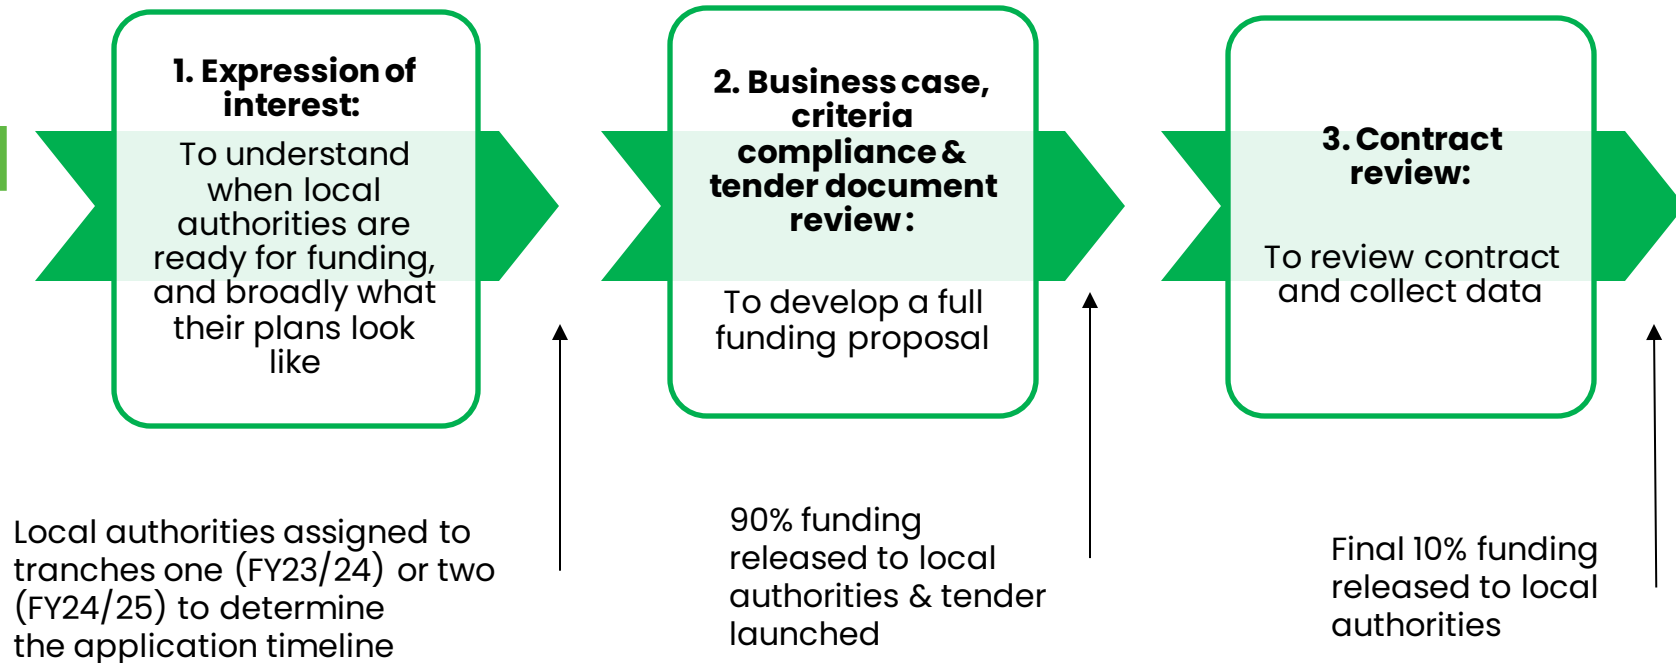 1. Expression of
interest:
To understand
when local
authorities are
ready for funding,
and broadly what
their plans look
like
2. Business case,
criteria
compliance &
tender document
review:
To develop a full
funding proposal
3. Contract
review:
To review contract
and collect data
Local authorities assigned to
tranches one (FY23/24) or two
(FY24/25) to determine
the application timeline
90% funding
released to local
authorities & tender
launched
Final 10% funding
released to local
authorities